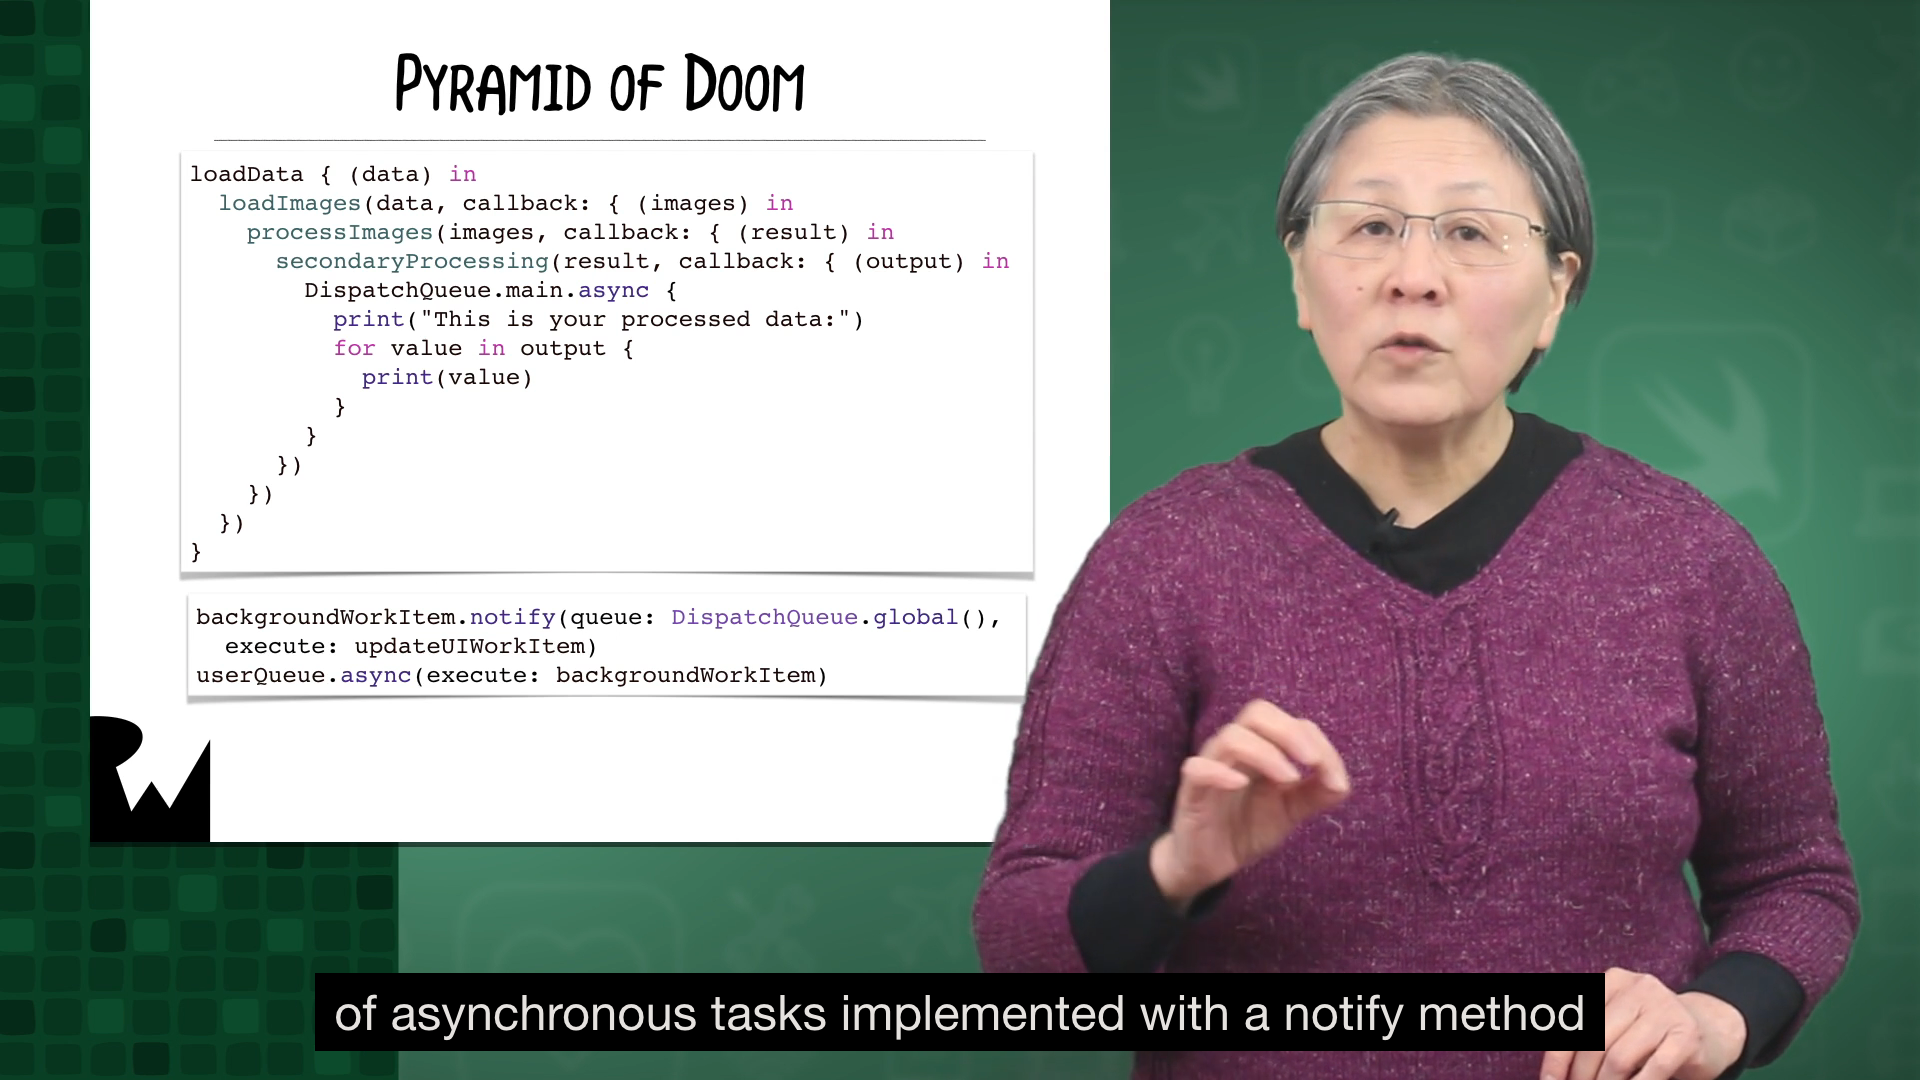 PYRAMID OF DOOM
loadData { (data) in
  loadImages(data, callback: { (images) in
    processImages(images, callback: { (result) in
      secondaryProcessing(result, callback: { (output) in
        DispatchQueue.main.async {
          print("This is your processed data:")
          for value in output {
            print(value)
          }
        }
      })
    })
  })
}
backgroundWorkItem.notify(queue: DispatchQueue.global(),
  execute: updateUIWorkItem)
userQueue.async(execute: backgroundWorkItem)
RW
of asynchronous tasks implemented with a notify method